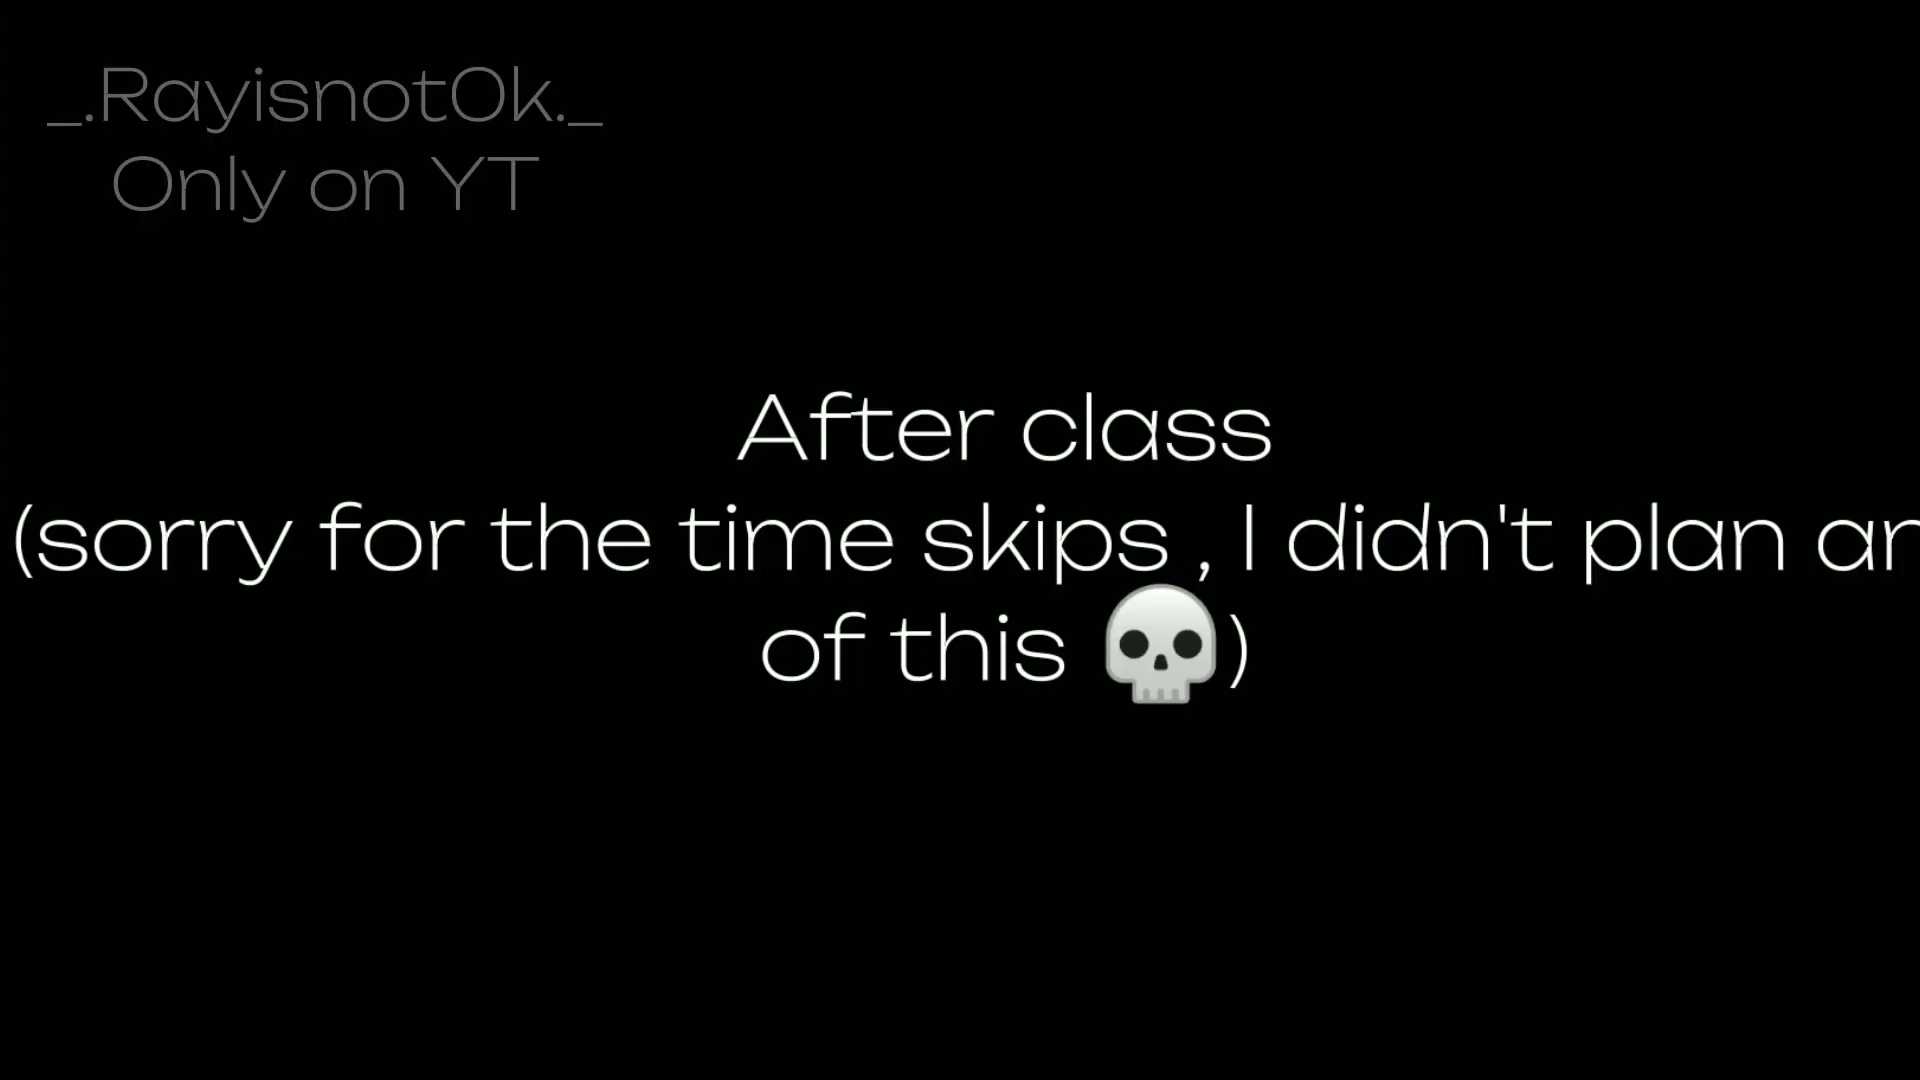 _.RayisnotOk._
Only on YT
After class
(sorry for the time skips , I didn't plan
of this 💀)